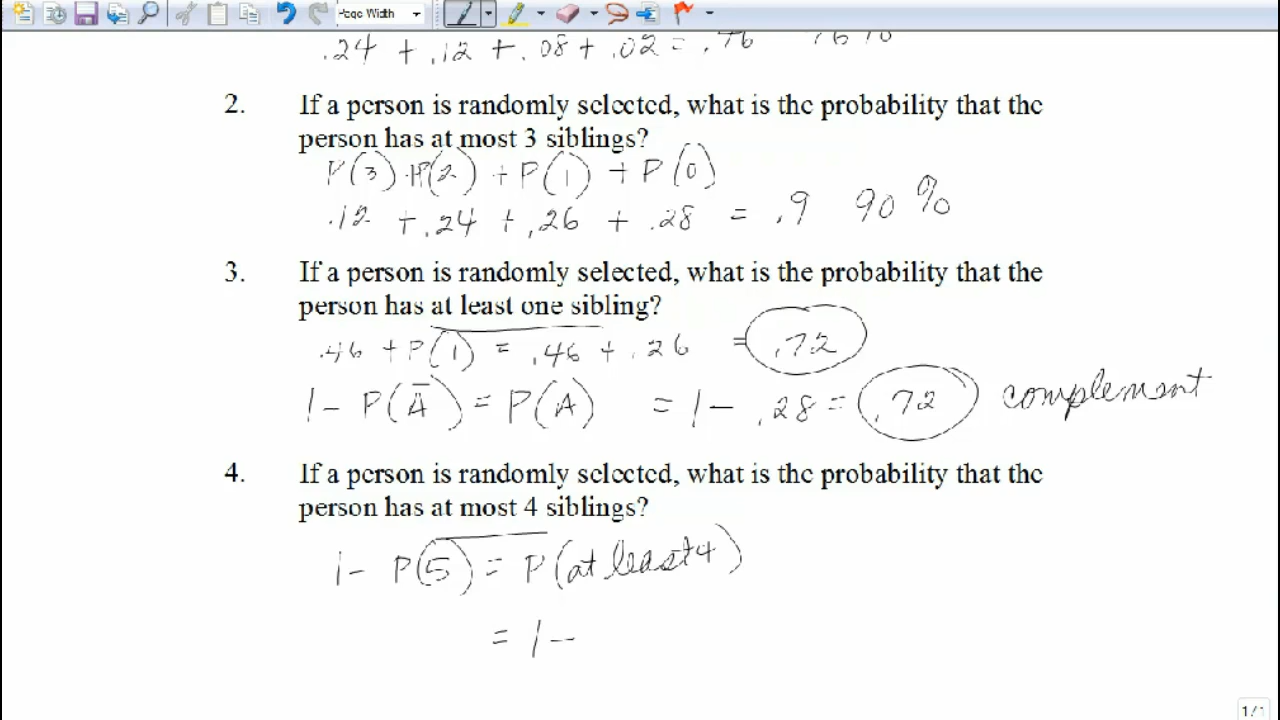 Page Width
.24 + .12 + .08 + .02 = .76 76%
2. If a person is randomly selected, what is the probability that the
person has at most 3 siblings?
P(3) + P(2) + P(1) + P(0)
.12 + .24 + .26 + .28 = .9 90%
3. If a person is randomly selected, what is the probability that the
person has at least one sibling?
.46 + P(1) = .46 + .26 = .72
1 - P(Ā) = P(A) = 1 - .28 = .72 complement
4. If a person is randomly selected, what is the probability that the
person has at most 4 siblings?
1 - P(5) = P(at least 4)
= 1 -
1/1